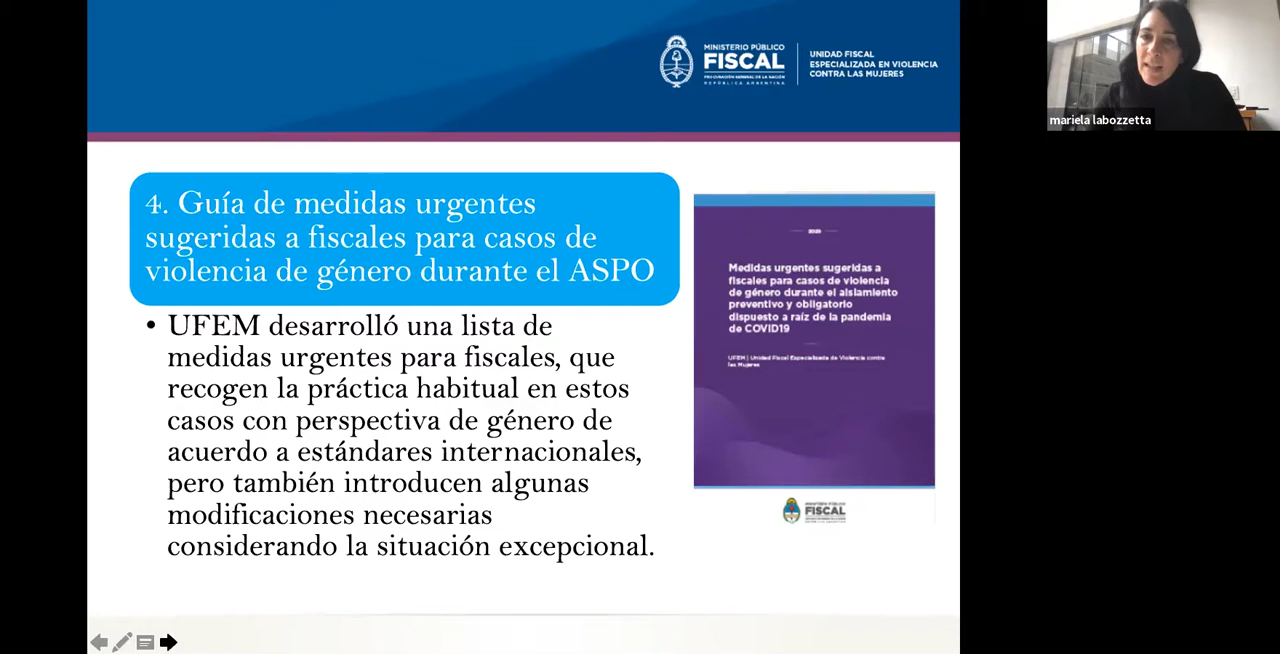 MINISTERIO PÚBLICO
FISCAL
PROCURACIÓN GENERAL DE LA NACIÓN
REPÚBLICA ARGENTINA
UNIDAD FISCAL
ESPECIALIZADA EN VIOLENCIA
CONTRA LAS MUJERES
mariela labozzetta
4. Guía de medidas urgentes
sugeridas a fiscales para casos de
violencia de género durante el ASPO
• UFEM desarrolló una lista de
medidas urgentes para fiscales, que
recogen la práctica habitual en estos
casos con perspectiva de género de
acuerdo a estándares internacionales,
pero también introducen algunas
modificaciones necesarias
considerando la situación excepcional.
2020
Medidas urgentes sugeridas a
fiscales para casos de violencia
de género durante el aislamiento
preventivo y obligatorio
dispuesto a raíz de la pandemia
de COVID19
UFEM | Unidad Fiscal Especializada de Violencia contra
las Mujeres
MINISTERIO PÚBLICO
FISCAL